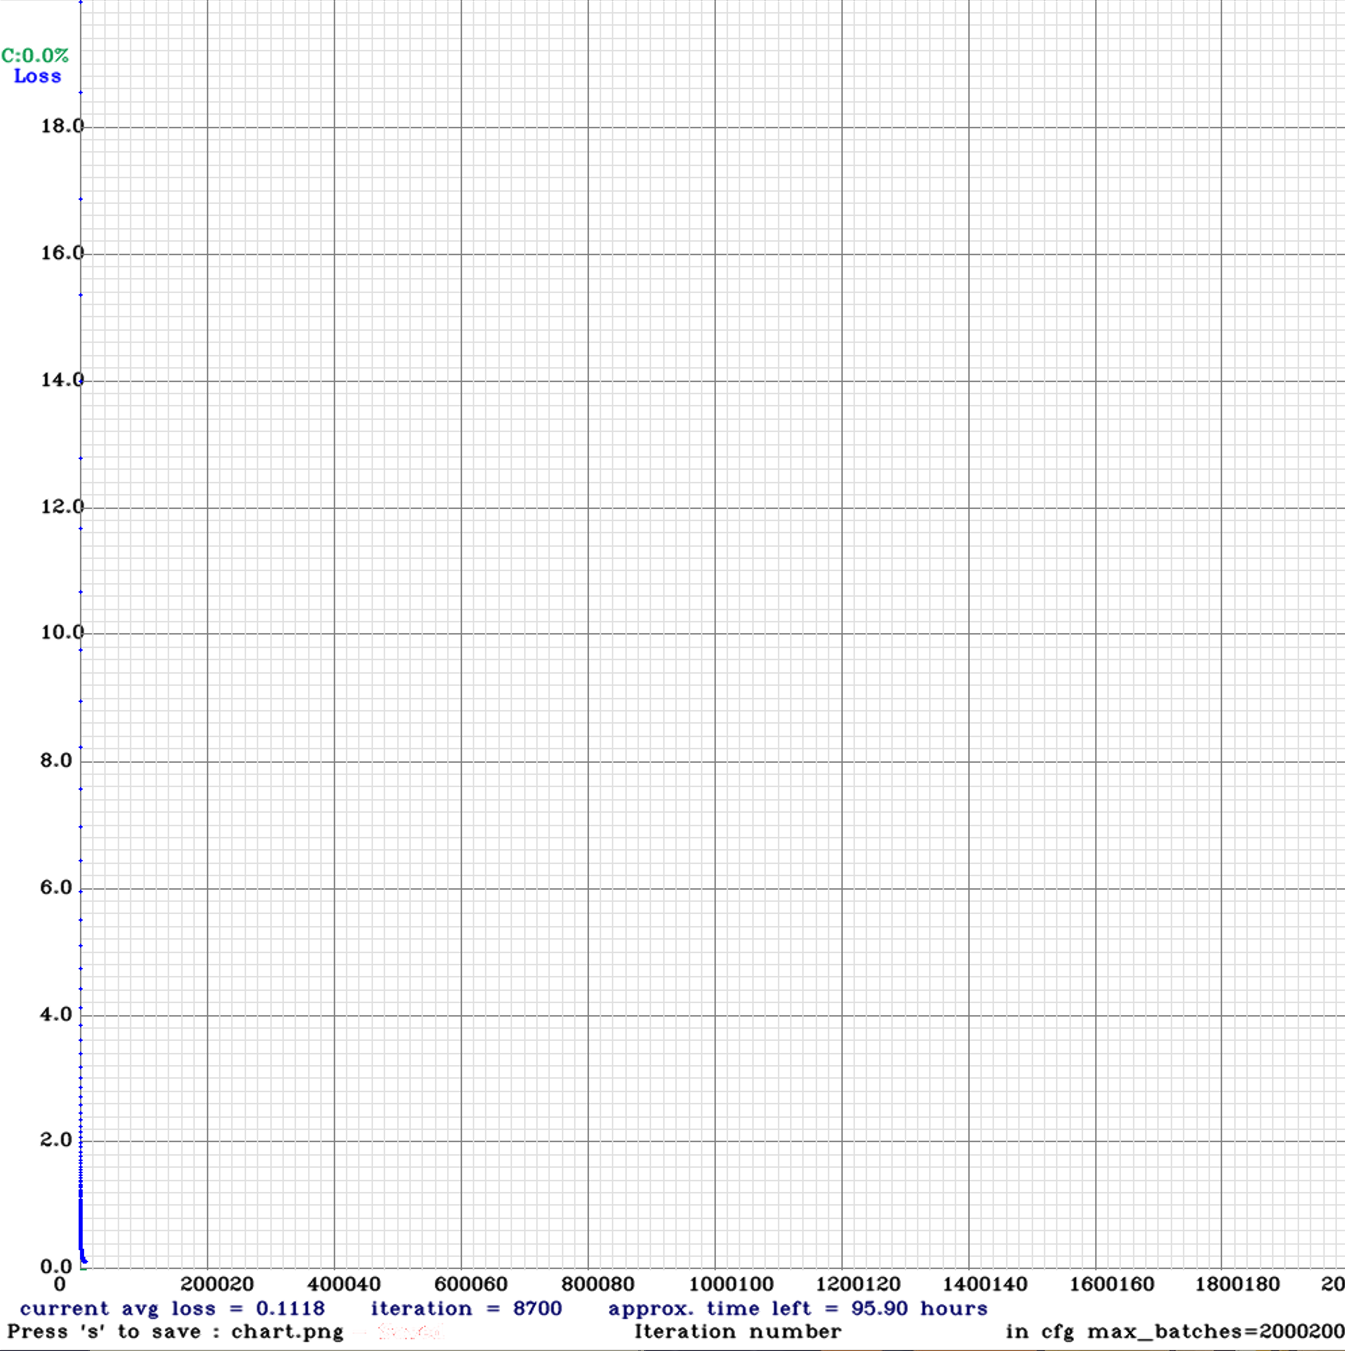 C:0.0%
Loss
18.0
16.0
14.0
12.0
10.0
8.0
6.0
4.0
2.0
0.0
0 200020 400040 600060 800080 1000100 1200120 1400140 1600160 1800180 20
current avg loss = 0.1118 iteration = 8700 approx. time left = 95.90 hours
Press 's' to save : chart.png Iteration number in cfg max_batches=2000200